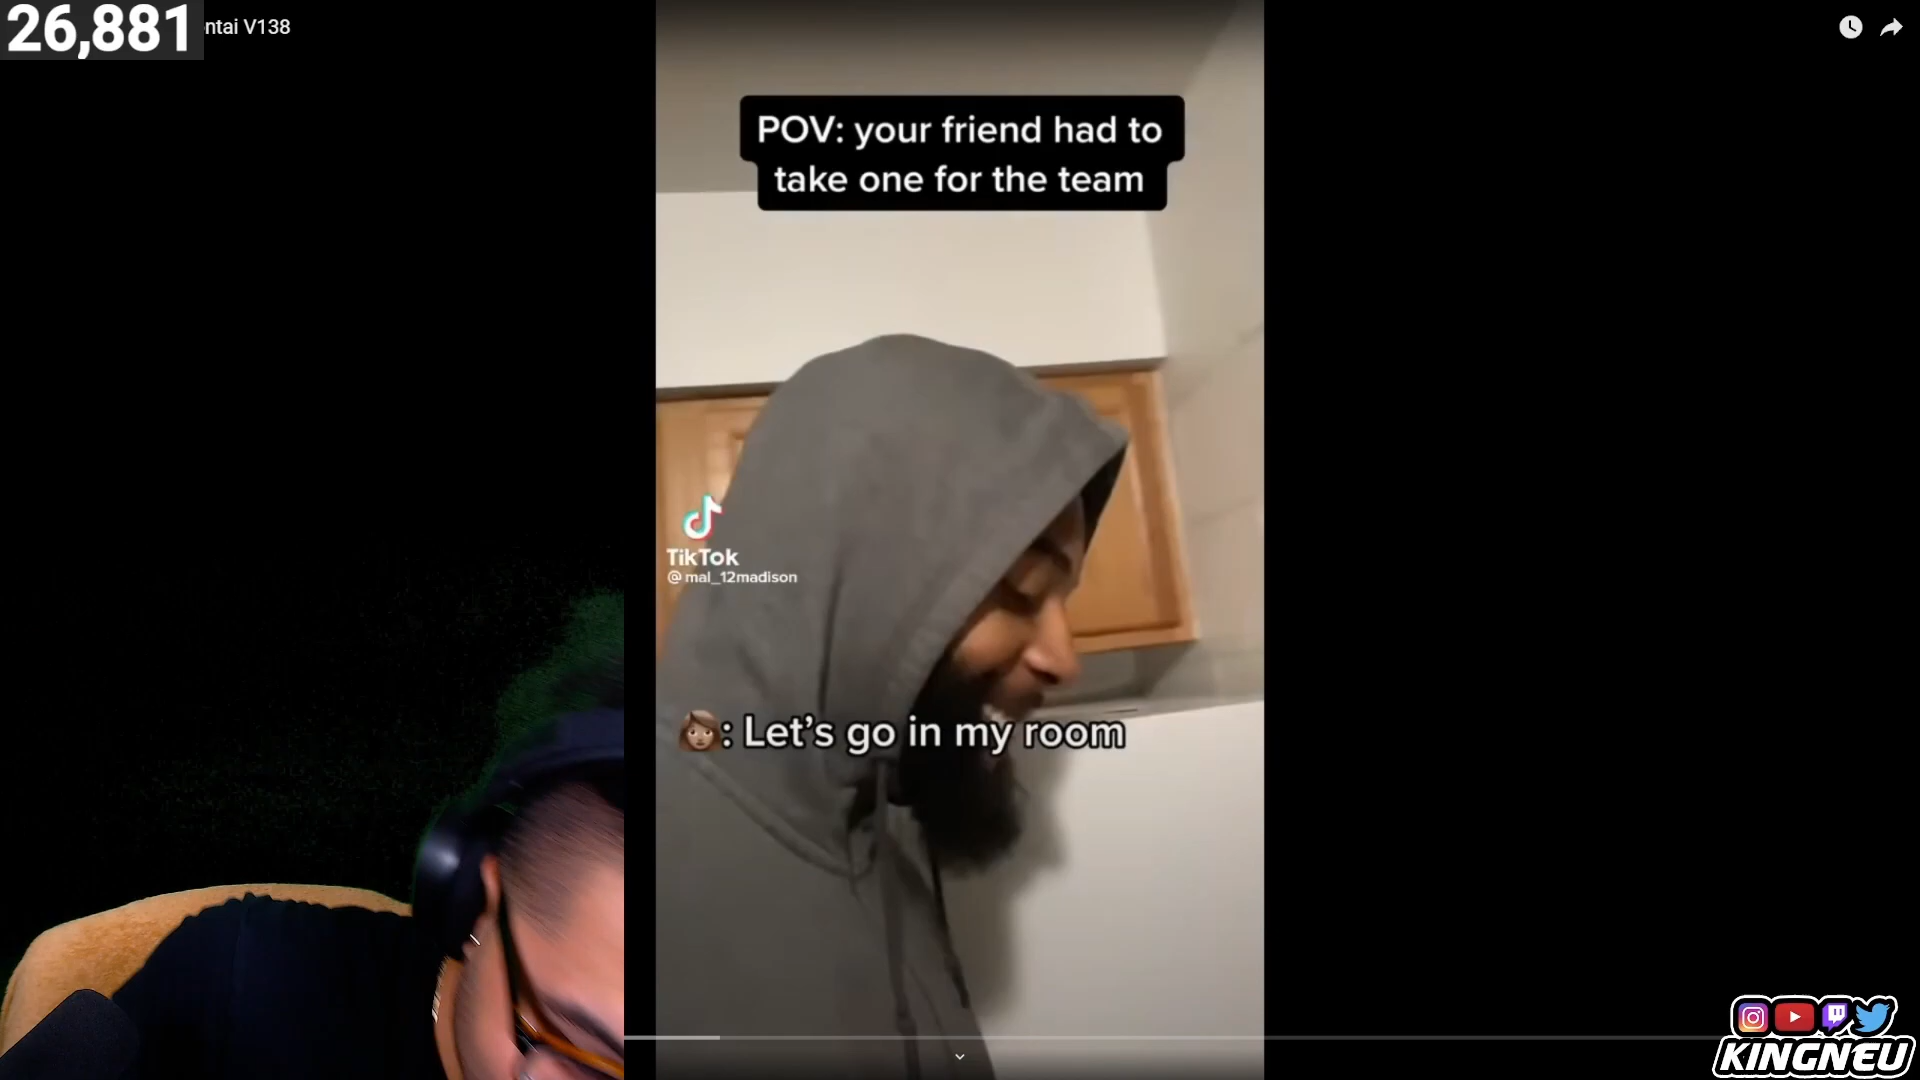 26,881
ntai V138
POV: your friend had to
take one for the team
TikTok
@mal_12madison
: Let's go in my room
KINGNEU